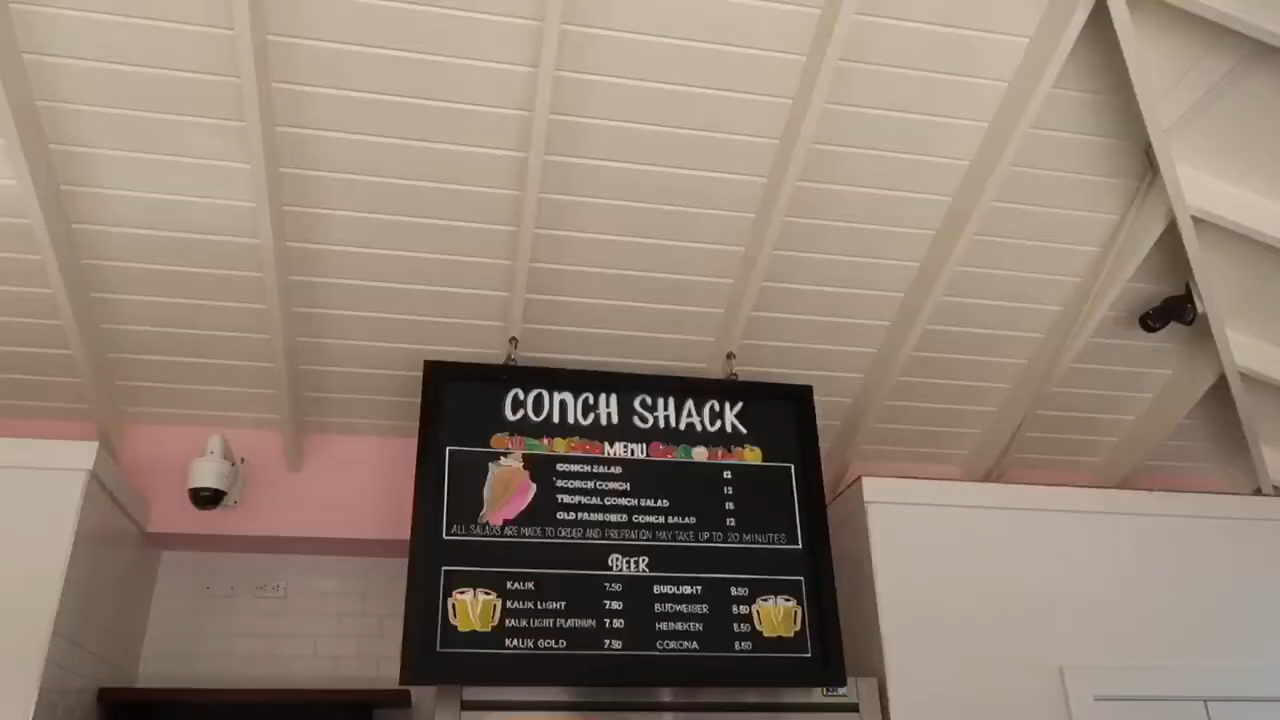 CONCH SHACK
MENU
CONCH SALAD 12
'SCORCH' CONCH 12
TROPICAL CONCH SALAD 15
OLD FASHIONED CONCH SALAD 12
ALL SALADS ARE MADE TO ORDER AND PREPRATION MAY TAKE UP TO 20 MINUTES
BEER
KALIK 7.50 BUDLIGHT 8.50
KALIK LIGHT 7.50 BUDWEISER 8.50
KALIK LIGHT PLATINUM 7.50 HEINEKEN 8.50
KALIK GOLD 7.50 CORONA 8.50